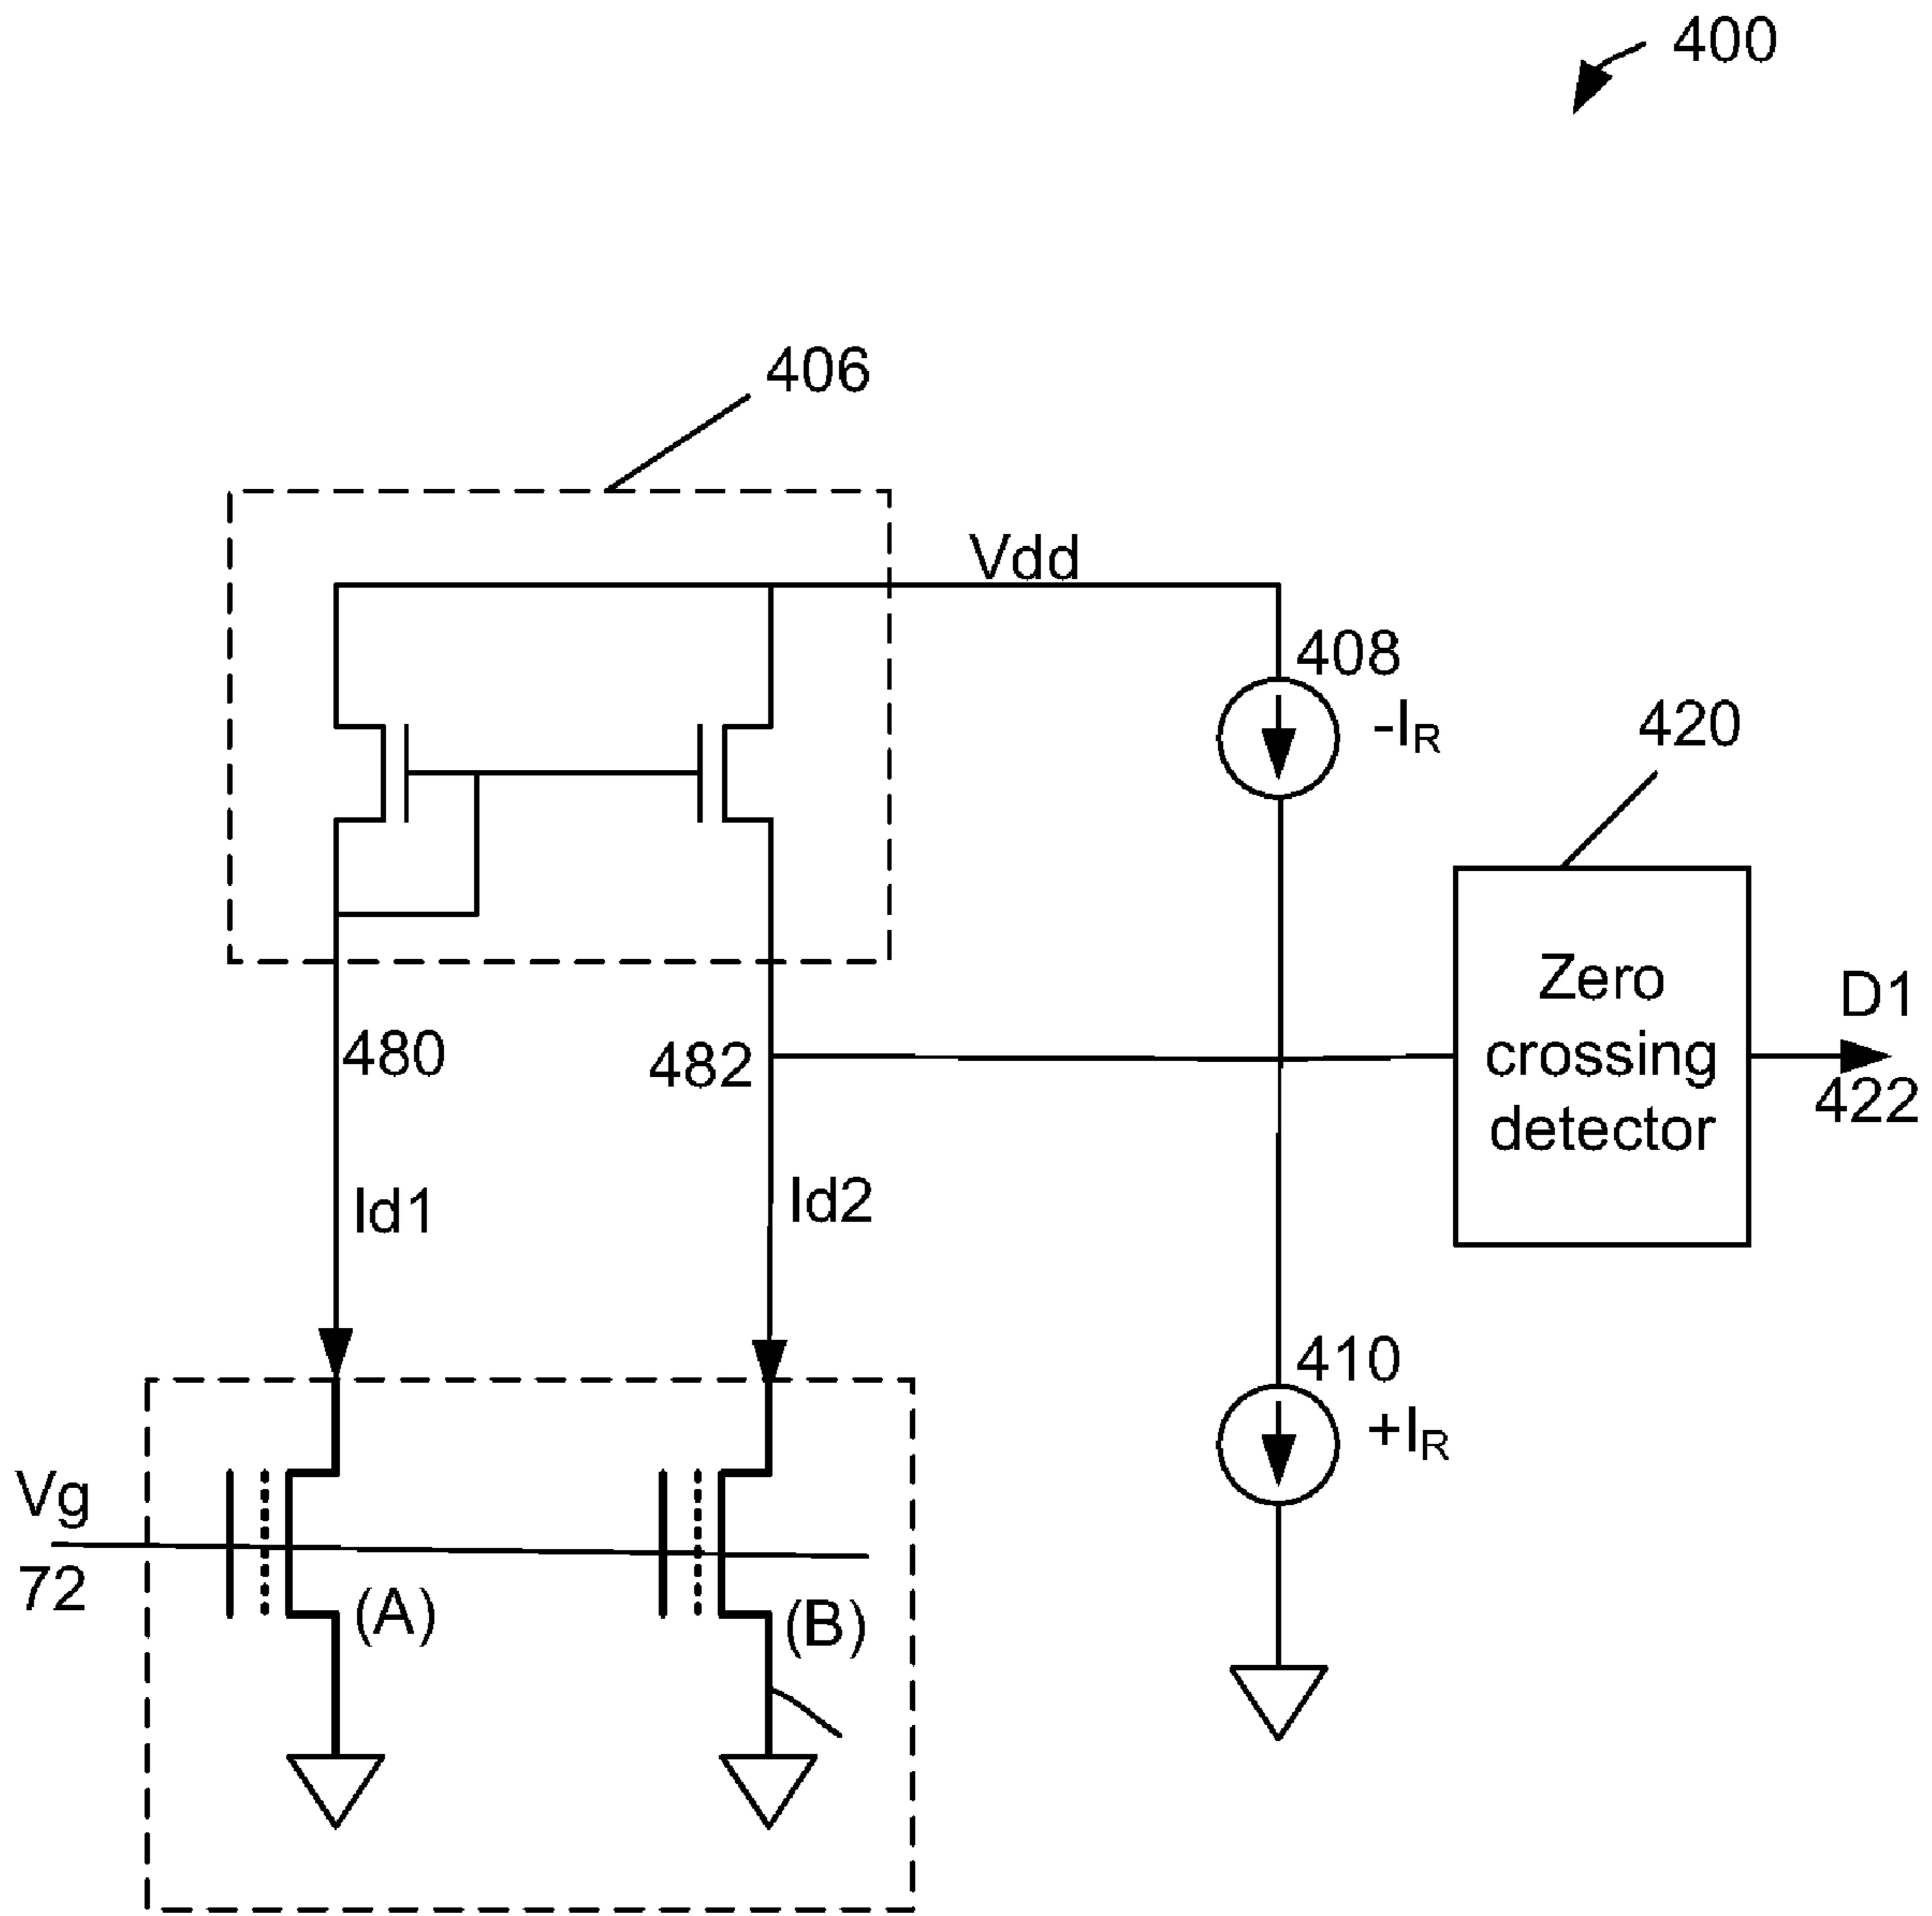 400
406
Vdd
408
-IR
420
Zero
crossing
detector
D1
422
480
482
Id1
Id2
410
+IR
Vg
72
(A)
(B)